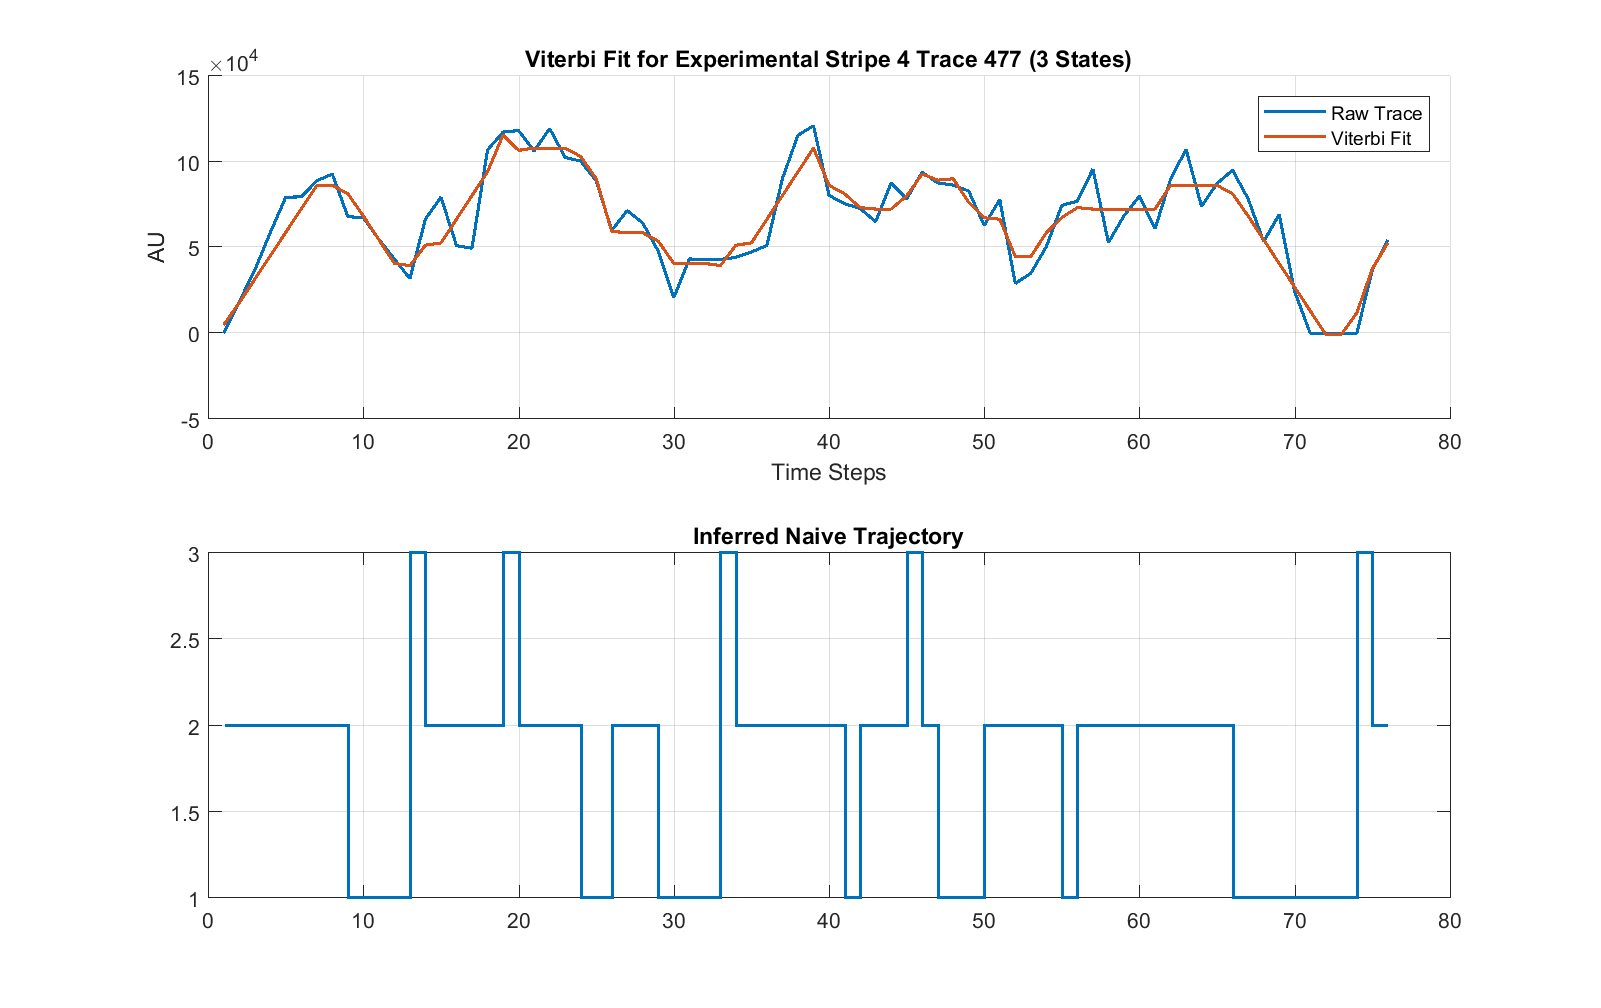 Viterbi Fit for Experimental Stripe 4 Trace 477 (3 States)
×10^4
15
10
5
0
-5
AU
Raw Trace
Viterbi Fit
0 10 20 30 40 50 60 70 80
Time Steps
Inferred Naive Trajectory
3
2.5
2
1.5
1
0 10 20 30 40 50 60 70 80